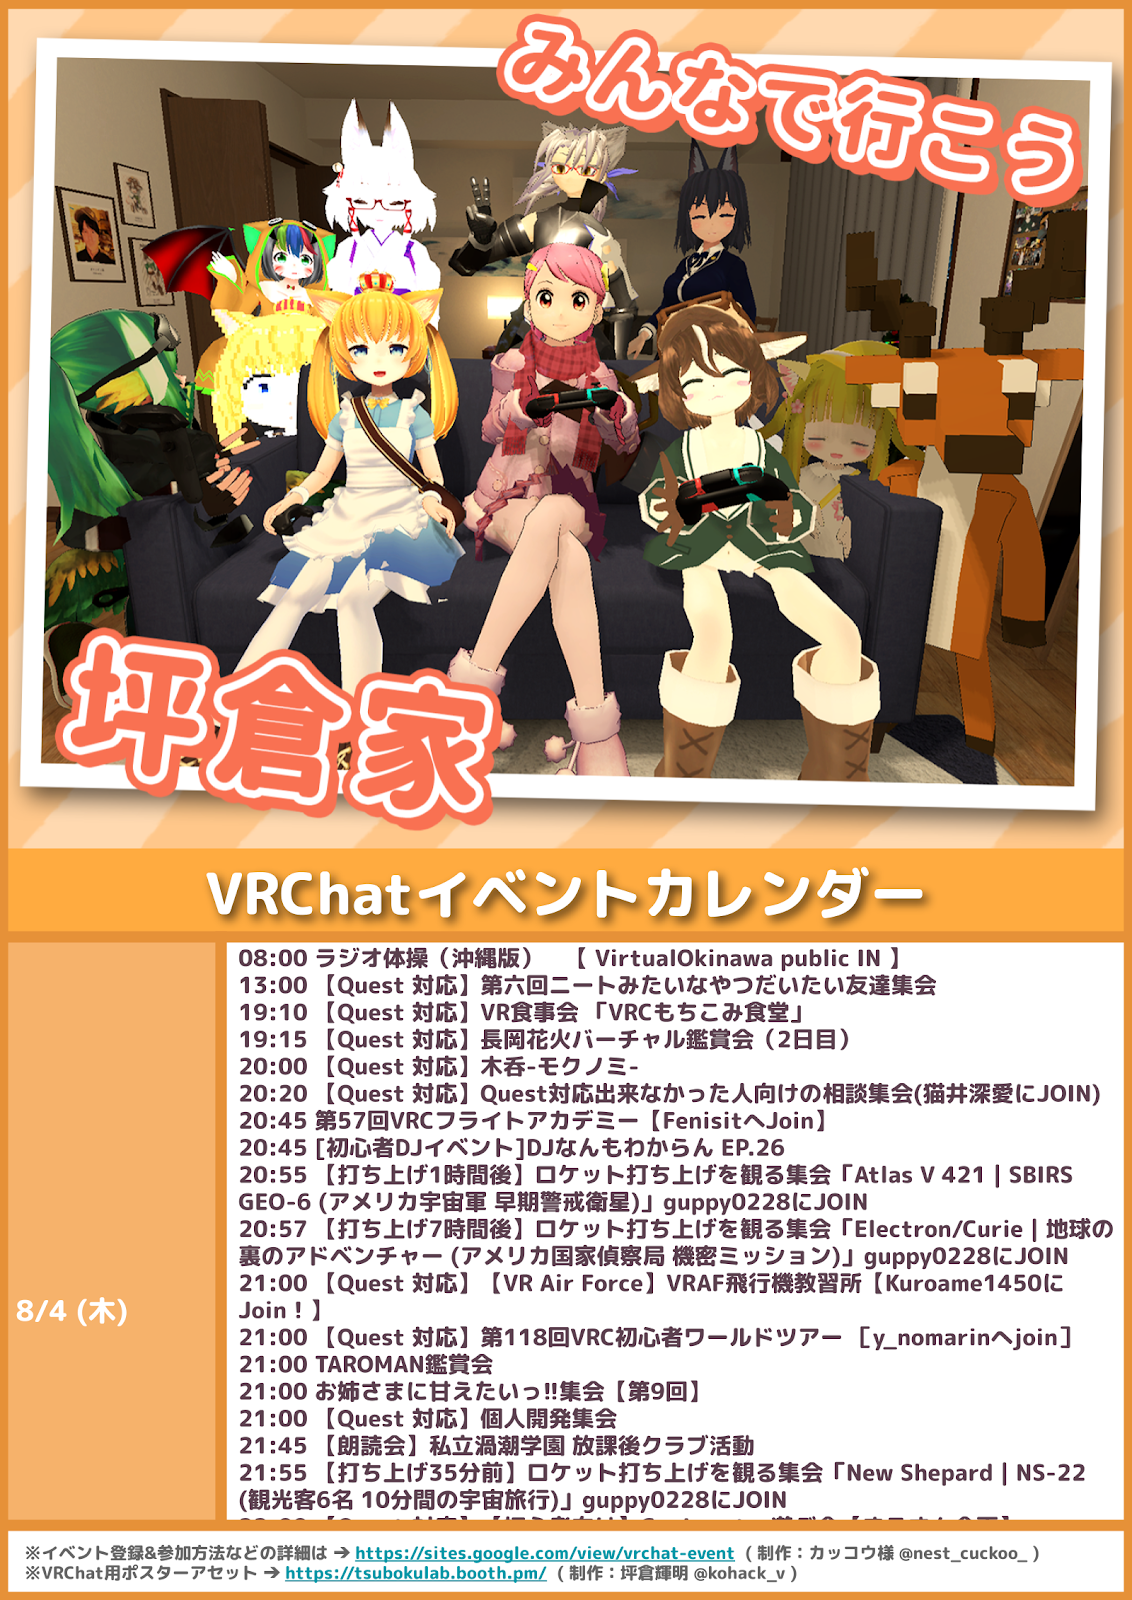 みんなで行こう
坪倉家
VRChatイベントカレンダー
8/4 (木)
08:00 ラジオ体操（沖縄版）　【 VirtualOkinawa public IN 】
13:00 【Quest 対応】第六回ニートみたいなやつだいたい友達集会
19:10 【Quest 対応】VR食事会 「VRCもちこみ食堂」
19:15 【Quest 対応】長岡花火バーチャル鑑賞会（2日目）
20:00 【Quest 対応】木呑-モクノミ-
20:20 【Quest 対応】Quest対応出来なかった人向けの相談集会(猫井深愛にJOIN)
20:45 第57回VRCフライトアカデミー【FenisitへJoin】
20:45 [初心者DJイベント]DJなんもわからん EP.26
20:55 【打ち上げ1時間後】ロケット打ち上げを観る集会「Atlas V 421 | SBIRS
GEO-6 (アメリカ宇宙軍 早期警戒衛星)」guppy0228にJOIN
20:57 【打ち上げ7時間後】ロケット打ち上げを観る集会「Electron/Curie | 地球の
裏のアドベンチャー (アメリカ国家偵察局 機密ミッション)」guppy0228にJOIN
21:00 【Quest 対応】【VR Air Force】VRAF飛行機教習所【Kuroame1450に
Join！】
21:00 【Quest 対応】第118回VRC初心者ワールドツアー ［y_nomarinへjoin］
21:00 TAROMAN鑑賞会
21:00 お姉さまに甘えたいっ!!集会【第9回】
21:00 【Quest 対応】個人開発集会
21:45 【朗読会】私立渦潮学園 放課後クラブ活動
21:55 【打ち上げ35分前】ロケット打ち上げを観る集会「New Shepard | NS-22
(観光客6名 10分間の宇宙旅行)」guppy0228にJOIN
※イベント登録&参加方法などの詳細は ➔ https://sites.google.com/view/vrchat-event ( 制作：カッコウ様 @nest_cuckoo_ )
※VRChat用ポスターアセット ➔ https://tsubokulab.booth.pm/ ( 制作：坪倉輝明 @kohack_v )